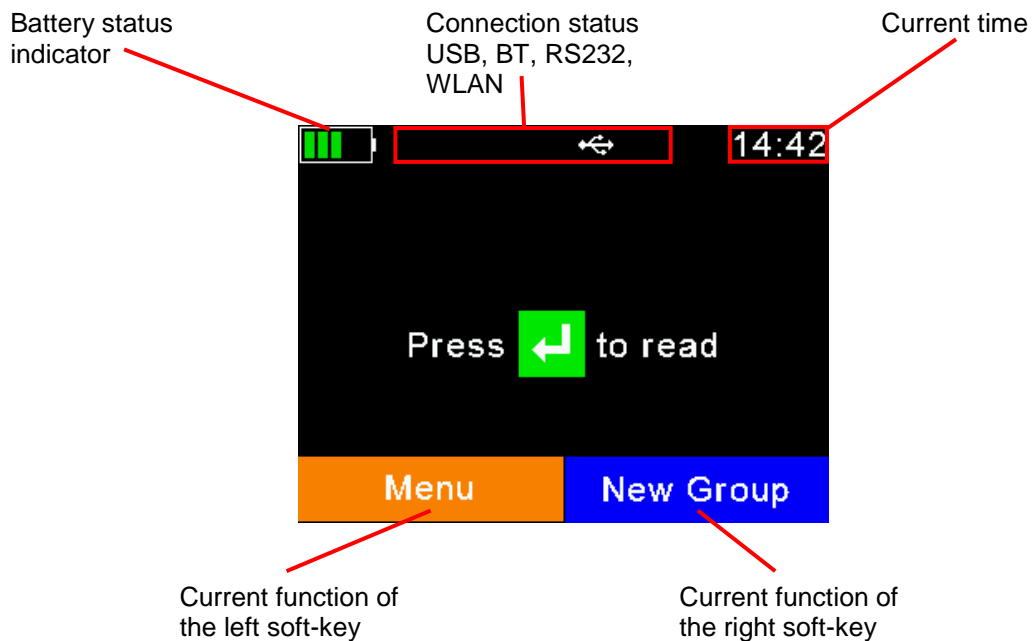 Battery status
indicator
Connection status
USB, BT, RS232,
WLAN
Current time
14:42
Press to read
Menu
New Group
Current function of
the left soft-key
Current function of
the right soft-key